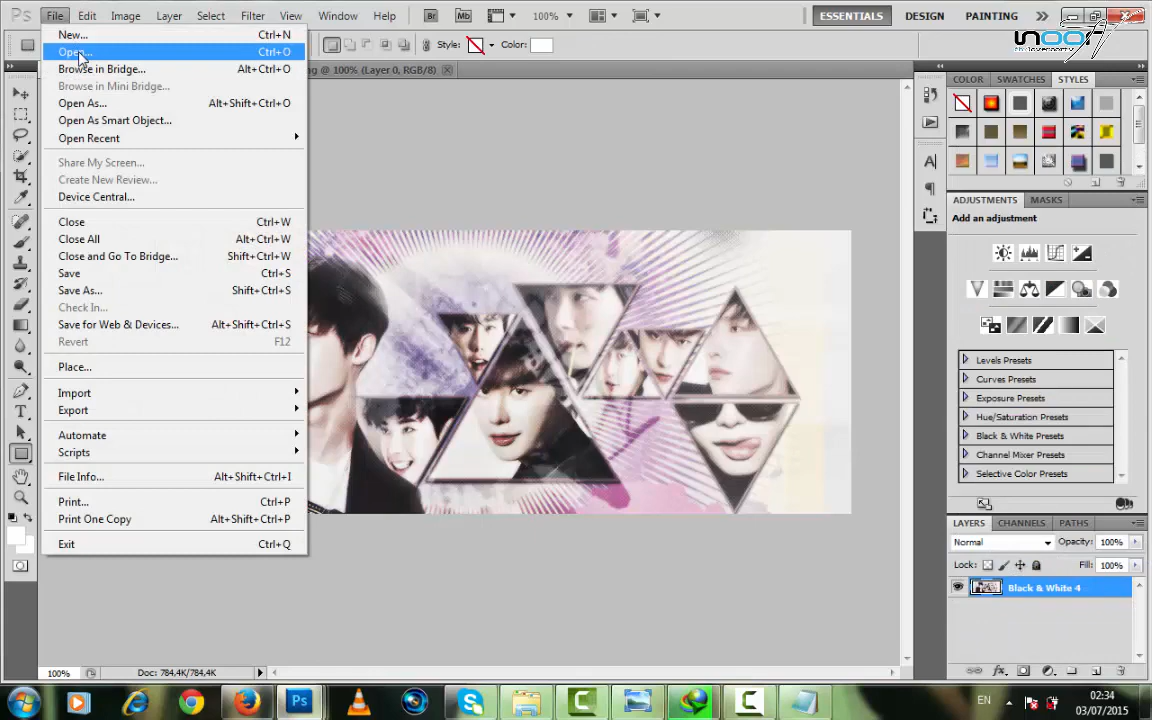 Ps File Edit Image Layer Select Filter View Window Help Br Mb 100% ESSENTIALS DESIGN PAINTING
inoor
Style: Color:
ng @ 100% (Layer 0, RGB/8)
New... Ctrl+N
Open... Ctrl+O
Browse in Bridge... Alt+Ctrl+O
Browse in Mini Bridge...
Open As... Alt+Shift+Ctrl+O
Open As Smart Object...
Open Recent
Share My Screen...
Create New Review...
Device Central...
Close Ctrl+W
Close All Alt+Ctrl+W
Close and Go To Bridge... Shift+Ctrl+W
Save Ctrl+S
Save As... Shift+Ctrl+S
Check In...
Save for Web & Devices... Alt+Shift+Ctrl+S
Revert F12
Place...
Import
Export
Automate
Scripts
File Info... Alt+Shift+Ctrl+I
Print... Ctrl+P
Print One Copy Alt+Shift+Ctrl+P
Exit Ctrl+Q
COLOR SWATCHES STYLES
ADJUSTMENTS MASKS
Add an adjustment
Levels Presets
Curves Presets
Exposure Presets
Hue/Saturation Presets
Black & White Presets
Channel Mixer Presets
Selective Color Presets
LAYERS CHANNELS PATHS
Normal Opacity: 100%
Lock: Fill: 100%
Black & White 4
100% Doc: 784,4K/784,4K
EN
02:34
03/07/2015